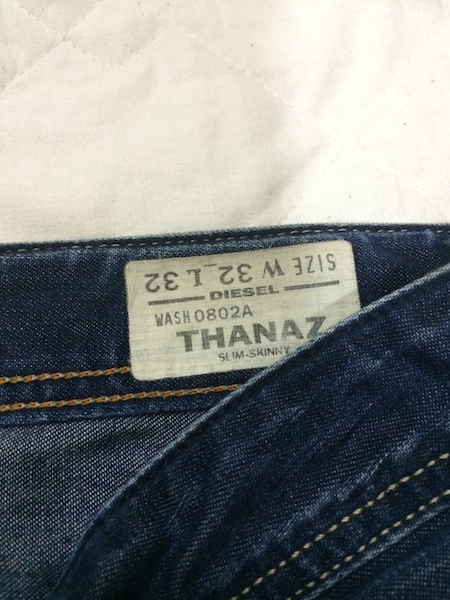 SIZE W 32 L 32
DIESEL
WASH 0802A
THANAZ
SLIM-SKINNY